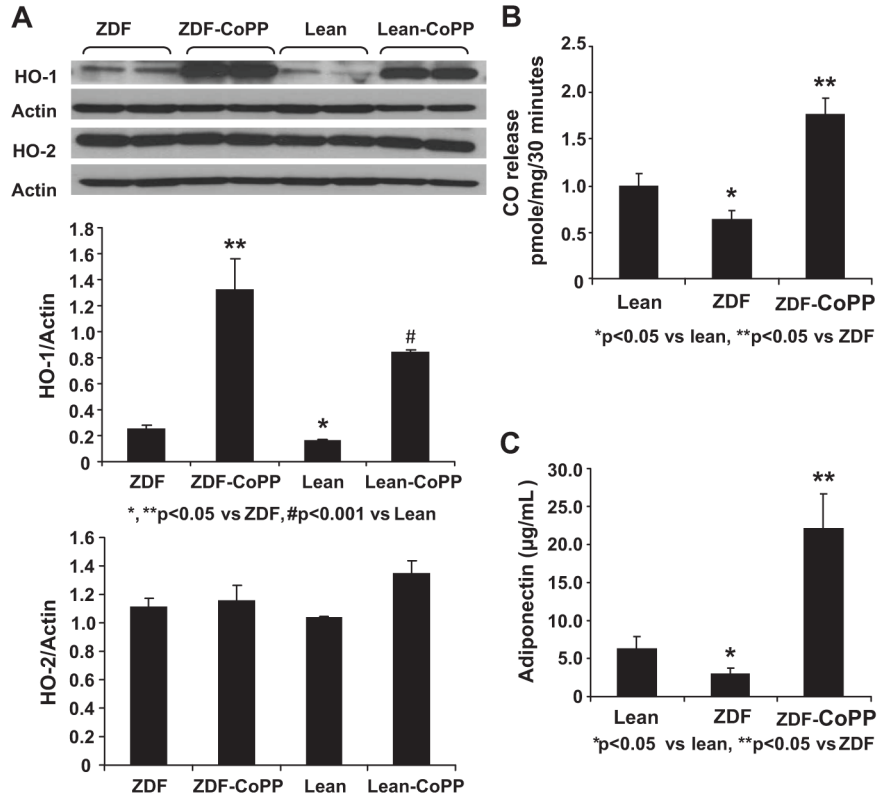 A
ZDF ZDF-CoPP Lean Lean-CoPP
HO-1
Actin
HO-2
Actin
1.8
1.6
1.4
1.2
1.0
0.8
0.6
0.4
0.2
0
HO-1/Actin
**
*
#
ZDF ZDF-CoPP Lean Lean-CoPP
*, **p<0.05 vs ZDF, #p<0.001 vs Lean
1.6
1.4
1.2
1.0
0.8
0.6
0.4
0.2
0
HO-2/Actin
ZDF ZDF-CoPP Lean Lean-CoPP
B
2.5
2.0
1.5
1.0
0.5
0
CO release
pmole/mg/30 minutes
*
**
Lean ZDF ZDF-CoPP
*p<0.05 vs lean, **p<0.05 vs ZDF
C
30.0
25.0
20.0
15.0
10.0
5.0
0
Adiponectin (µg/mL)
*
**
Lean ZDF ZDF-CoPP
*p<0.05 vs lean, **p<0.05 vs ZDF